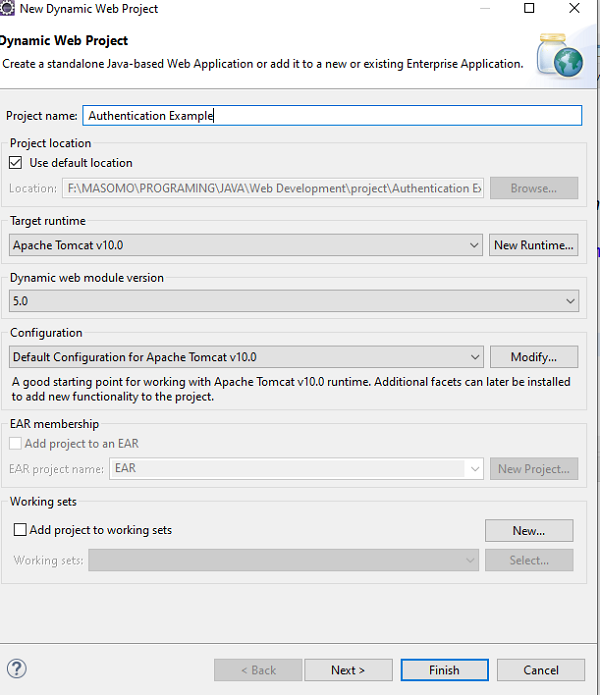 New Dynamic Web Project
Dynamic Web Project
Create a standalone Java-based Web Application or add it to a new or existing Enterprise Application.
Project name: Authentication Example
Project location
Use default location
Location: F:\MASOMO\PROGRAMING\JAVA\Web Development\project\Authentication Ex Browse...
Target runtime
Apache Tomcat v10.0 New Runtime...
Dynamic web module version
5.0
Configuration
Default Configuration for Apache Tomcat v10.0 Modify...
A good starting point for working with Apache Tomcat v10.0 runtime. Additional facets can later be installed
to add new functionality to the project.
EAR membership
Add project to an EAR
EAR project name: EAR New Project...
Working sets
Add project to working sets New...
Working sets: Select...
? < Back Next > Finish Cancel